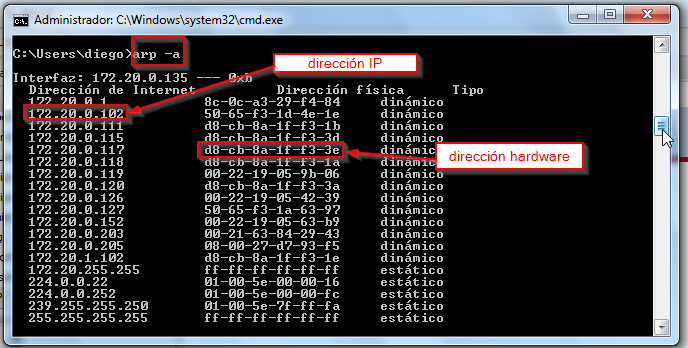 Administrador: C:\Windows\system32\cmd.exe
C:\Users\diego>arp -a
dirección IP
Interfaz: 172.20.0.135 --- 0xb
Dirección de Internet Dirección física Tipo
172.20.0.1 8c-0c-a3-29-f4-84 dinámico
172.20.0.102 50-65-f3-1d-4e-1e dinámico
172.20.0.111 d8-cb-8a-1f-f3-1b dinámico
172.20.0.115 d8-cb-8a-1f-f3-3d dinámico
172.20.0.117 d8-cb-8a-1f-f3-3e dinámico
dirección hardware
172.20.0.118 d8-cb-8a-1f-f3-1a dinámico
172.20.0.119 00-22-19-05-9b-06 dinámico
172.20.0.120 d8-cb-8a-1f-f3-3a dinámico
172.20.0.126 00-22-19-05-42-39 dinámico
172.20.0.127 50-65-f3-1a-63-97 dinámico
172.20.0.152 00-22-19-05-63-b9 dinámico
172.20.0.203 00-21-63-84-29-43 dinámico
172.20.0.205 08-00-27-d7-93-f5 dinámico
172.20.1.102 d8-cb-8a-1f-f3-1e dinámico
172.20.255.255 ff-ff-ff-ff-ff-ff estático
224.0.0.22 01-00-5e-00-00-16 estático
224.0.0.252 01-00-5e-00-00-fc estático
239.255.255.250 01-00-5e-7f-ff-fa estático
255.255.255.255 ff-ff-ff-ff-ff-ff estático